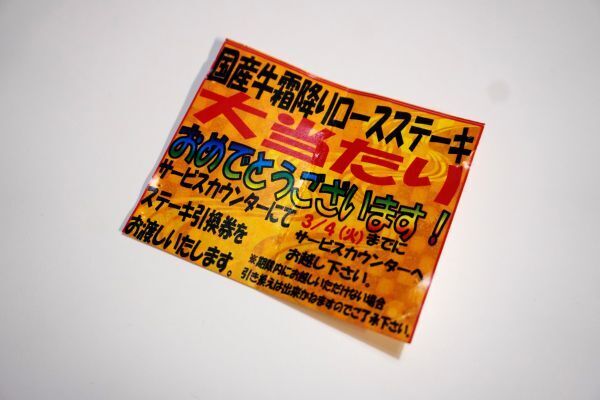 国産牛霜降りロースステーキ
大当たり
おめでとうございます！
サービスカウンターにて
ステーキ引換券を
お渡しいたします。
3/4(火)までに
サービスカウンターへ
お越し下さい。
※期限内にお越しいただけない場合
引き換えは出来かねますのでご了承下さい。